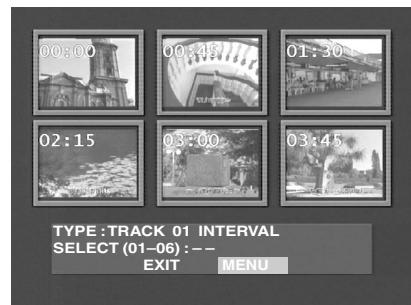 00:00 00:45 01:30
02:15 03:00 03:45
TYPE :TRACK 01 INTERVAL
SELECT (01–06) :– –
EXIT MENU